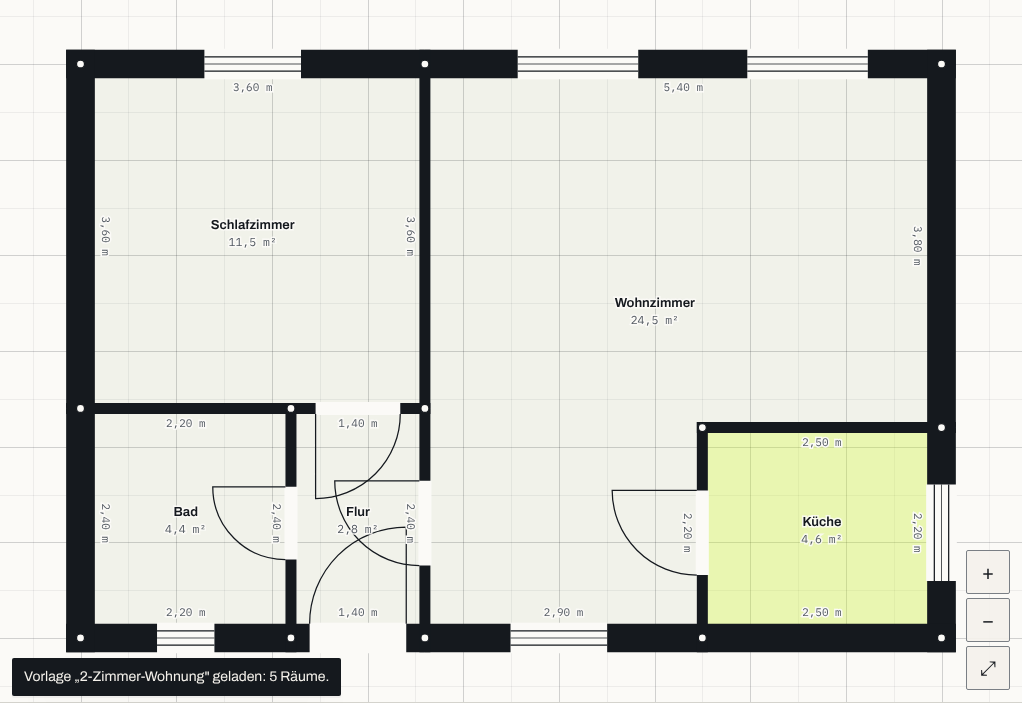 3,60 m
5,40 m
3,60 m
3,60 m
3,80 m
Schlafzimmer
11,5 m²
Wohnzimmer
24,5 m²
2,20 m
1,40 m
2,50 m
2,40 m
Bad
4,4 m²
2,40 m
Flur
2,8 m²
2,40 m
2,20 m
Küche
4,6 m²
2,20 m
2,20 m
1,40 m
2,90 m
2,50 m
+
−
Vorlage „2-Zimmer-Wohnung" geladen: 5 Räume.